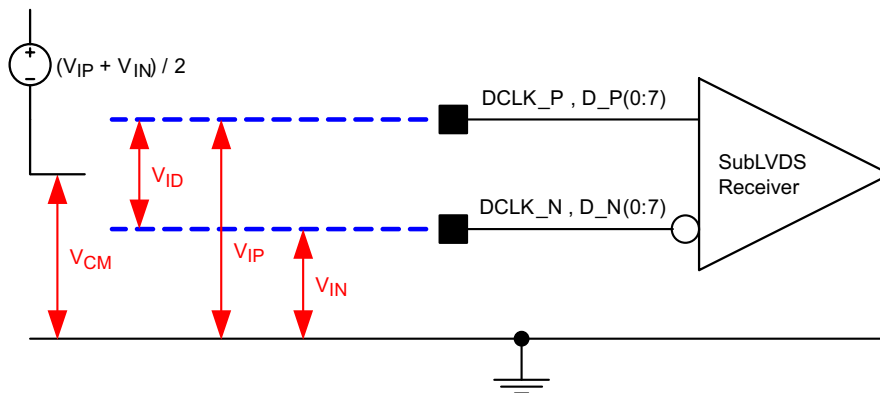 +
−
(VIP + VIN) / 2
DCLK_P , D_P(0:7)
SubLVDS
Receiver
VID
DCLK_N , D_N(0:7)
VCM
VIP
VIN